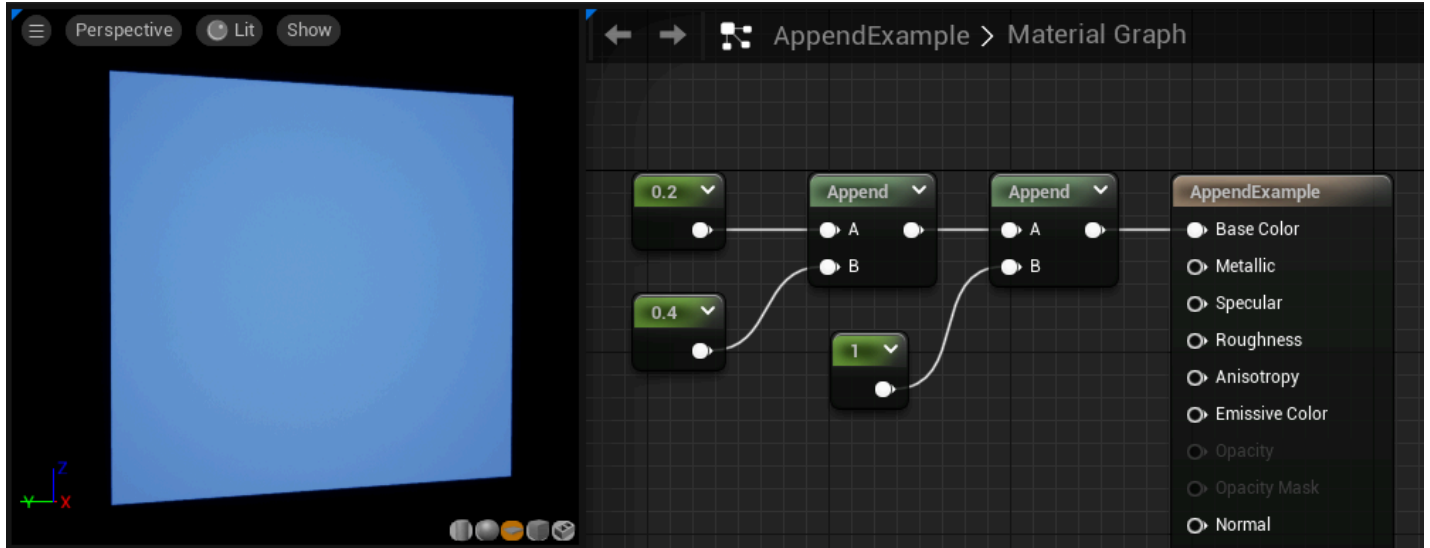 Perspective Lit Show
Z
Y X
AppendExample > Material Graph
0.2
Append
A
B
Append
A
B
0.4
1
AppendExample
Base Color
Metallic
Specular
Roughness
Anisotropy
Emissive Color
Opacity
Opacity Mask
Normal